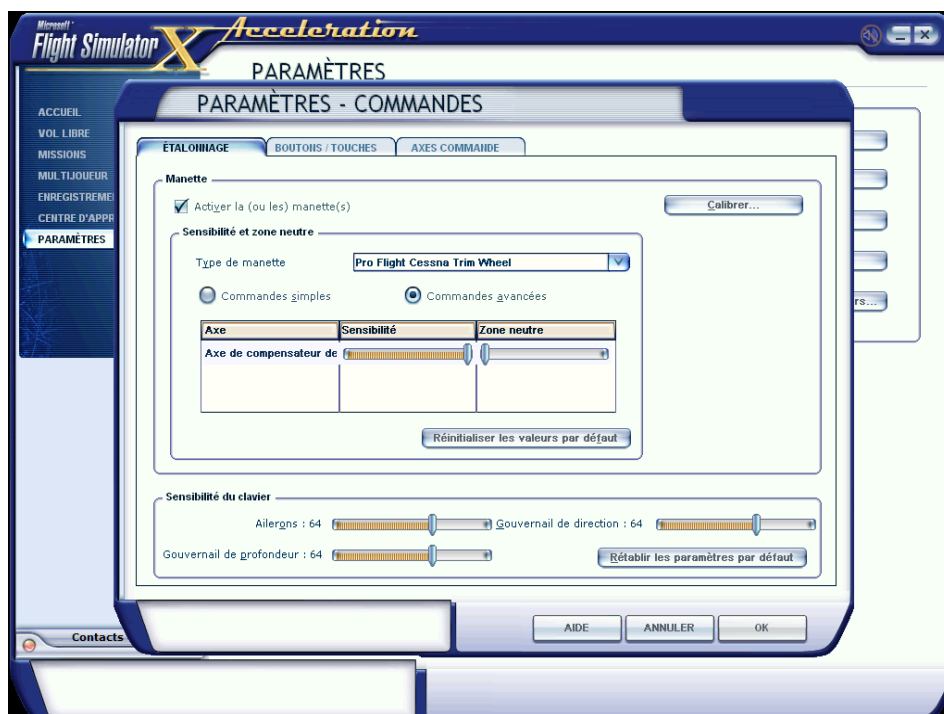 Microsoft
Flight Simulator X
Acceleration
PARAMÈTRES
PARAMÈTRES - COMMANDES
ACCUEIL
VOL LIBRE
MISSIONS
MULTIJOUEUR
ENREGISTREME
CENTRE D'APPR
PARAMÈTRES
ÉTALONNAGE
BOUTONS / TOUCHES
AXES COMMANDE
Manette
Activer la (ou les) manette(s)
Calibrer...
Sensibilité et zone neutre
Type de manette
Pro Flight Cessna Trim Wheel
Commandes simples
Commandes avancées
Axe
Sensibilité
Zone neutre
Axe de compensateur de
Réinitialiser les valeurs par défaut
rs...
Sensibilité du clavier
Ailerons : 64
Gouvernail de direction : 64
Gouvernail de profondeur : 64
Rétablir les paramètres par défaut
AIDE
ANNULER
OK
Contacts